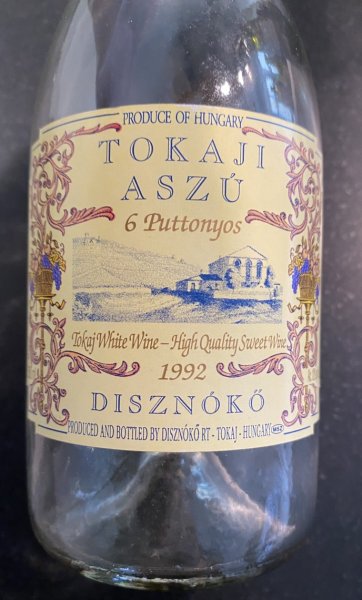 PRODUCE OF HUNGARY
TOKAJI
ASZÚ
6 Puttonyos
Tokaj White Wine – High Quality Sweet Wine
1992
DISZNÓKŐ
PRODUCED AND BOTTLED BY DISZNÓKŐ RT - TOKAJ - HUNGARY